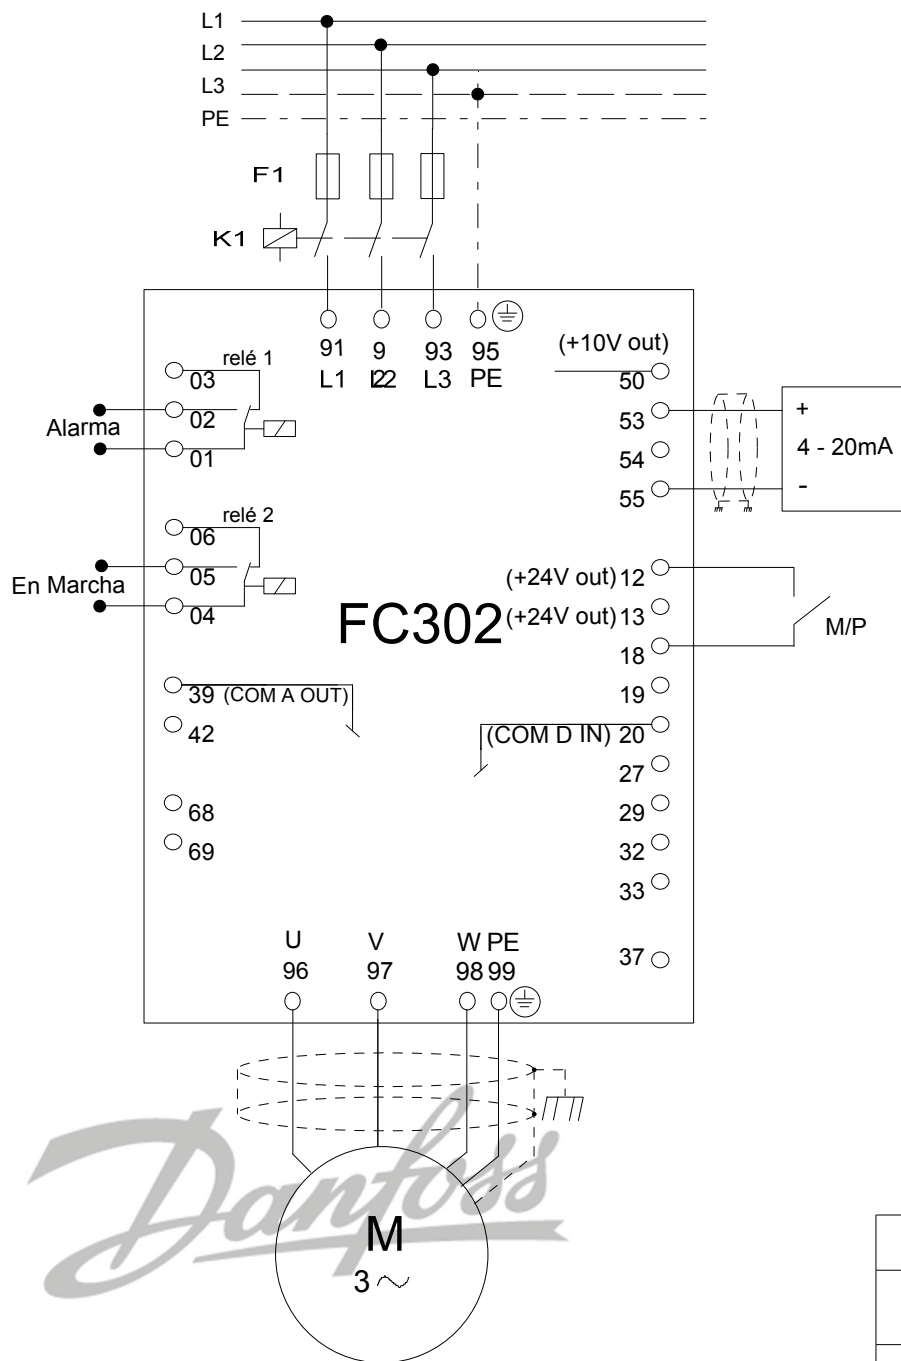 L1
L2
L3
PE
F1
K1
91
9
2
93
95
L1
L2
L3
PE
(+10V out)
50
relé 1
03
02
01
Alarma
53
54
55
+
4 - 20mA
-
relé 2
06
05
04
En Marcha
FC302
(+24V out) 12
(+24V out) 13
18
M/P
19
39 (COM A OUT)
42
(COM D IN) 20
27
29
32
33
37
68
69
U
V
W
PE
96
97
98
99
Danfoss
M
3